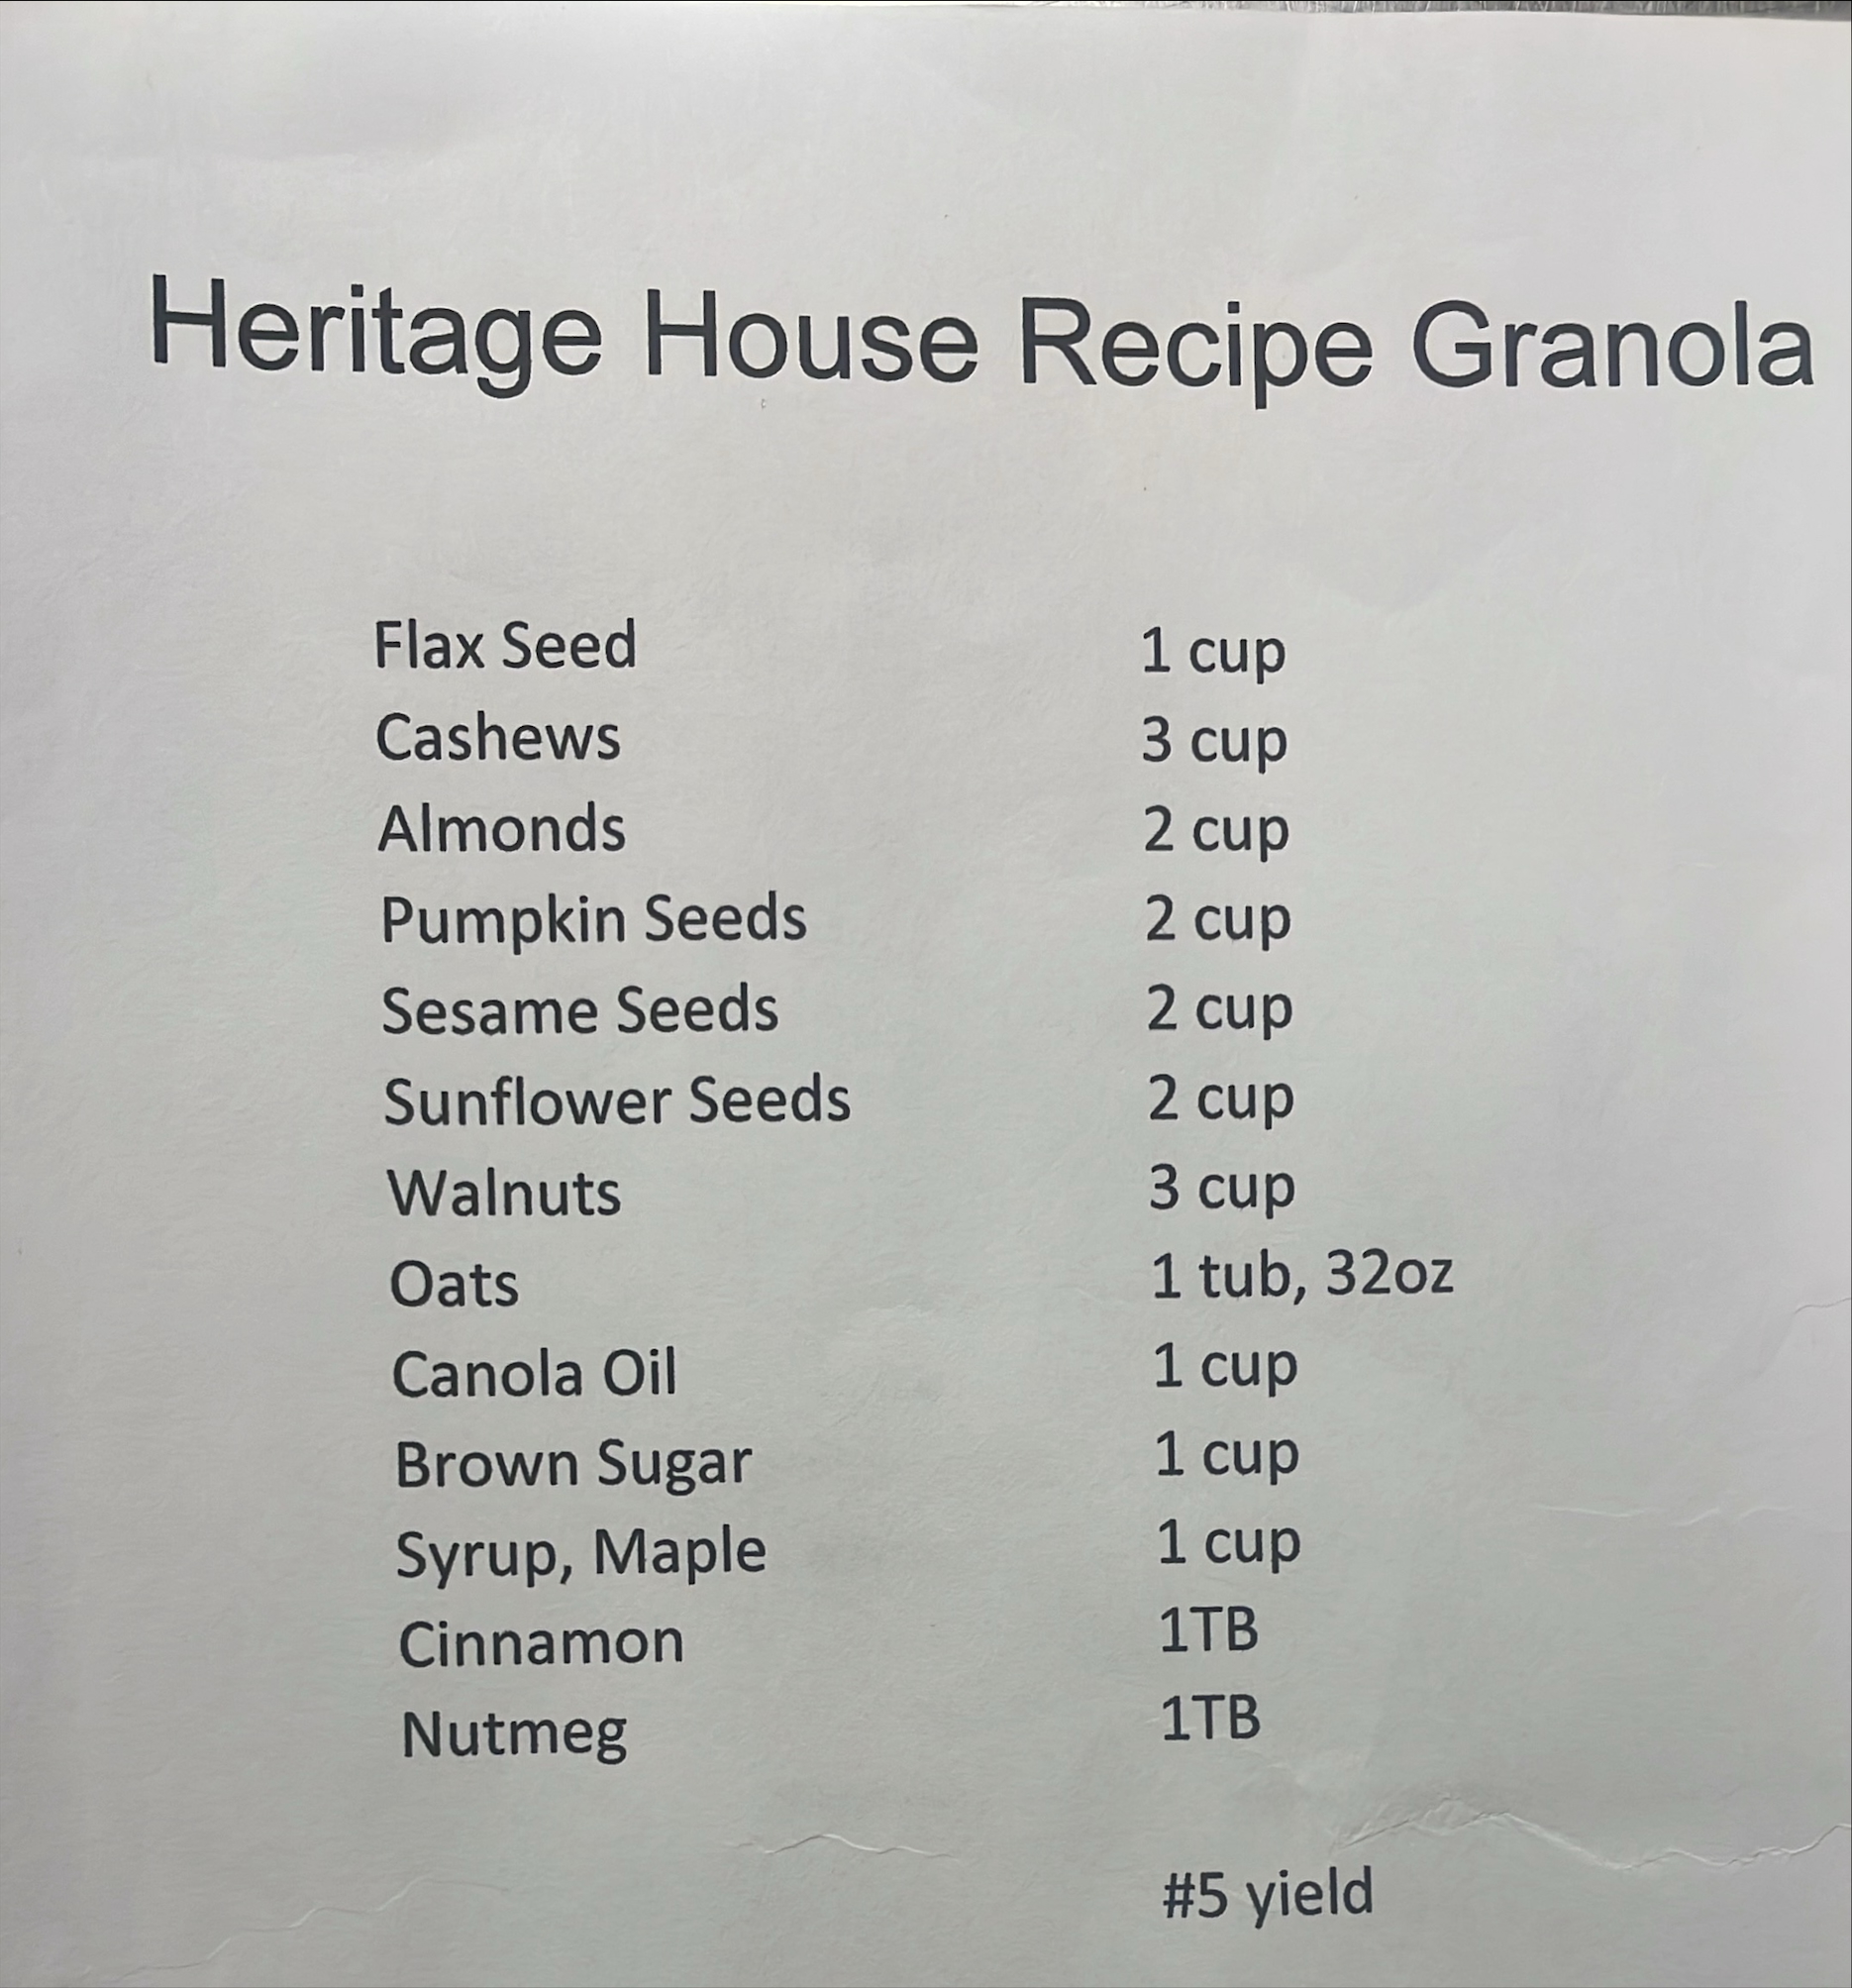 Heritage House Recipe Granola
Flax Seed 1 cup
Cashews 3 cup
Almonds 2 cup
Pumpkin Seeds 2 cup
Sesame Seeds 2 cup
Sunflower Seeds 2 cup
Walnuts 3 cup
Oats 1 tub, 32oz
Canola Oil 1 cup
Brown Sugar 1 cup
Syrup, Maple 1 cup
Cinnamon 1TB
Nutmeg 1TB
#5 yield